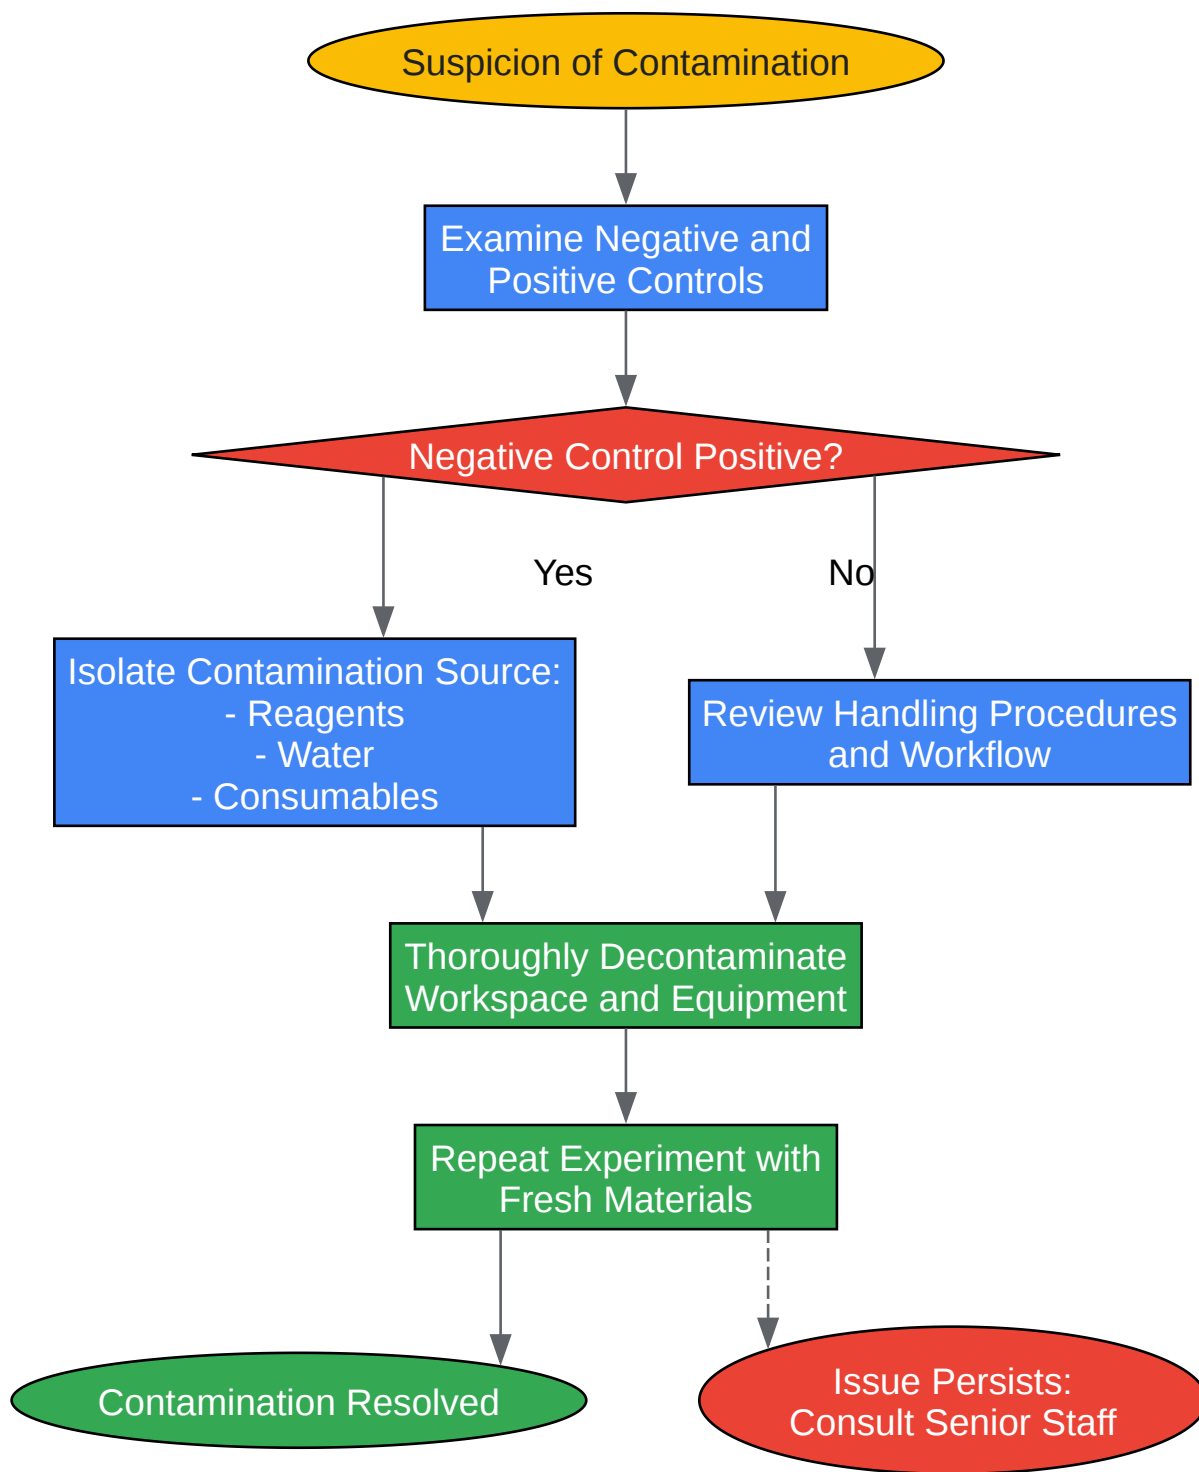 Suspicion of Contamination
Examine Negative and
Positive Controls
Negative Control Positive?
Yes
No
Isolate Contamination Source:
- Reagents
- Water
- Consumables
Review Handling Procedures
and Workflow
Thoroughly Decontaminate
Workspace and Equipment
Repeat Experiment with
Fresh Materials
Contamination Resolved
Issue Persists:
Consult Senior Staff